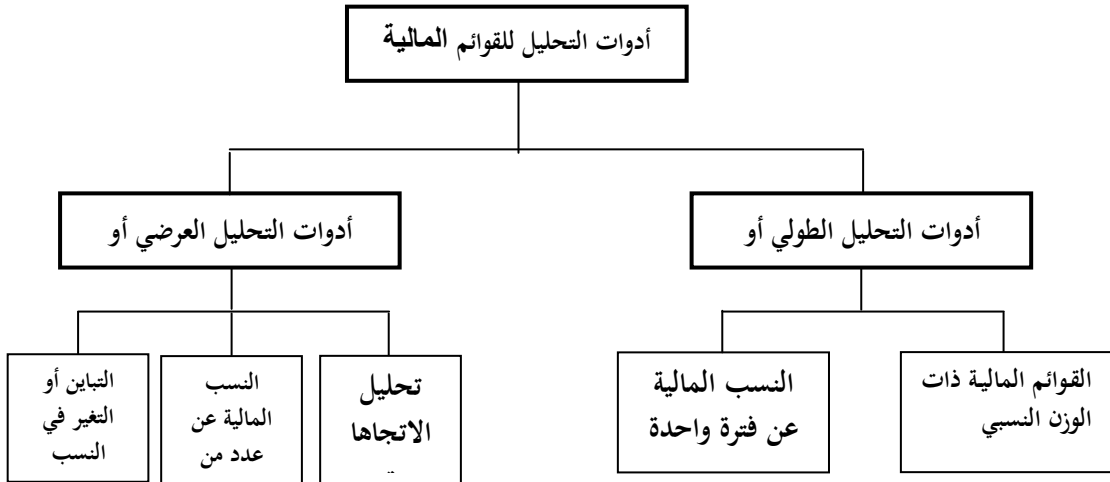 أدوات التحليل للقوائم المالية
أدوات التحليل الطولي أو
أدوات التحليل العرضي أو
القوائم المالية ذات
الوزن النسبي
النسب المالية
عن فترة واحدة
تحليل
الاتجاها
النسب
المالية عن
عدد من
التباين أو
التغير في
النسب